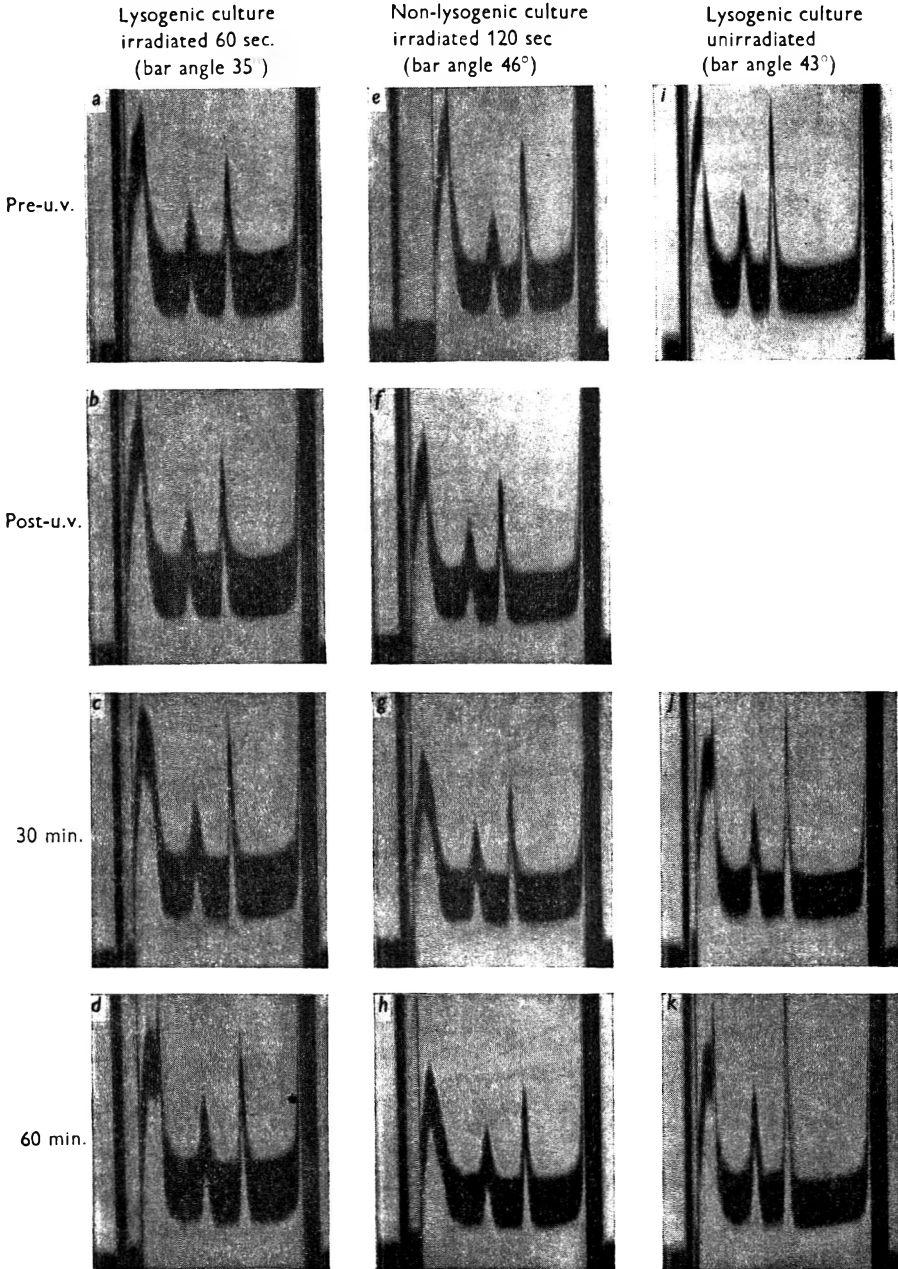 Lysogenic culture
irradiated 60 sec.
(bar angle 35°)
Non-lysogenic culture
irradiated 120 sec
(bar angle 46°)
Lysogenic culture
unirradiated
(bar angle 43°)
Pre-u.v.
a
e
i
Post-u.v.
b
f
30 min.
c
g
j
60 min.
d
h
k